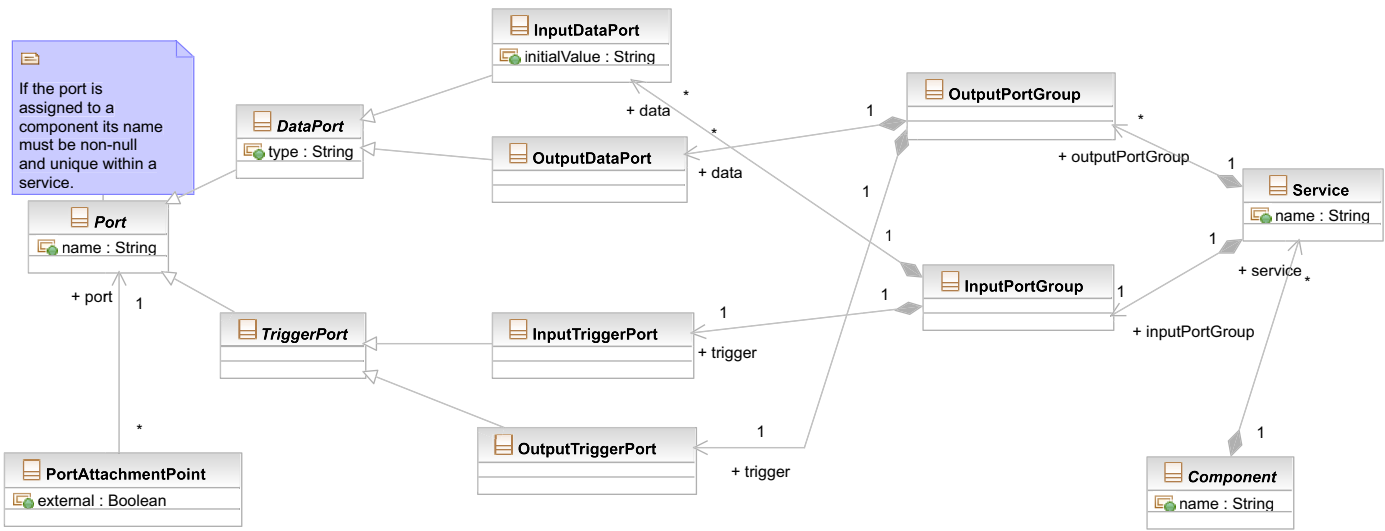 If the port is
assigned to a
component its name
must be non-null
and unique within a
service.
InputDataPort
initialValue : String
DataPort
type : String
OutputDataPort
OutputPortGroup
Service
name : String
Port
name : String
InputPortGroup
TriggerPort
InputTriggerPort
OutputTriggerPort
PortAttachmentPoint
external : Boolean
Component
name : String
*
+ data
*
+ data
1
1
1
*
+ outputPortGroup
1
1
+ service
*
1
+ inputPortGroup
+ port
1
*
1
1
+ trigger
1
+ trigger
1